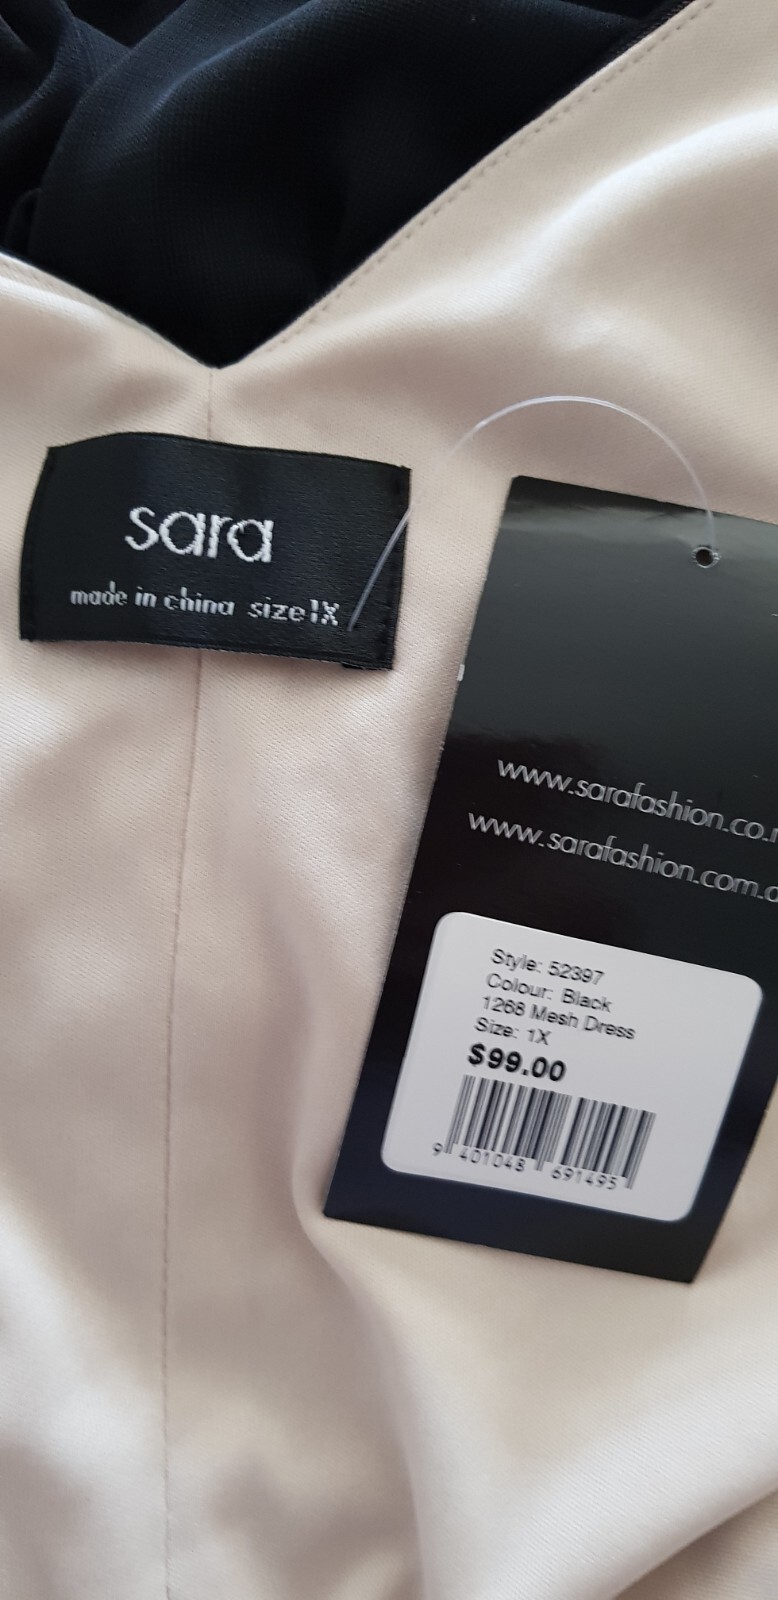 sara
made in china size 1X
www.sarafashion.co.n
www.sarafashion.com.a
Style: 52397
Colour: Black
1268 Mesh Dress
Size: 1X
$99.00
9 401048 691495